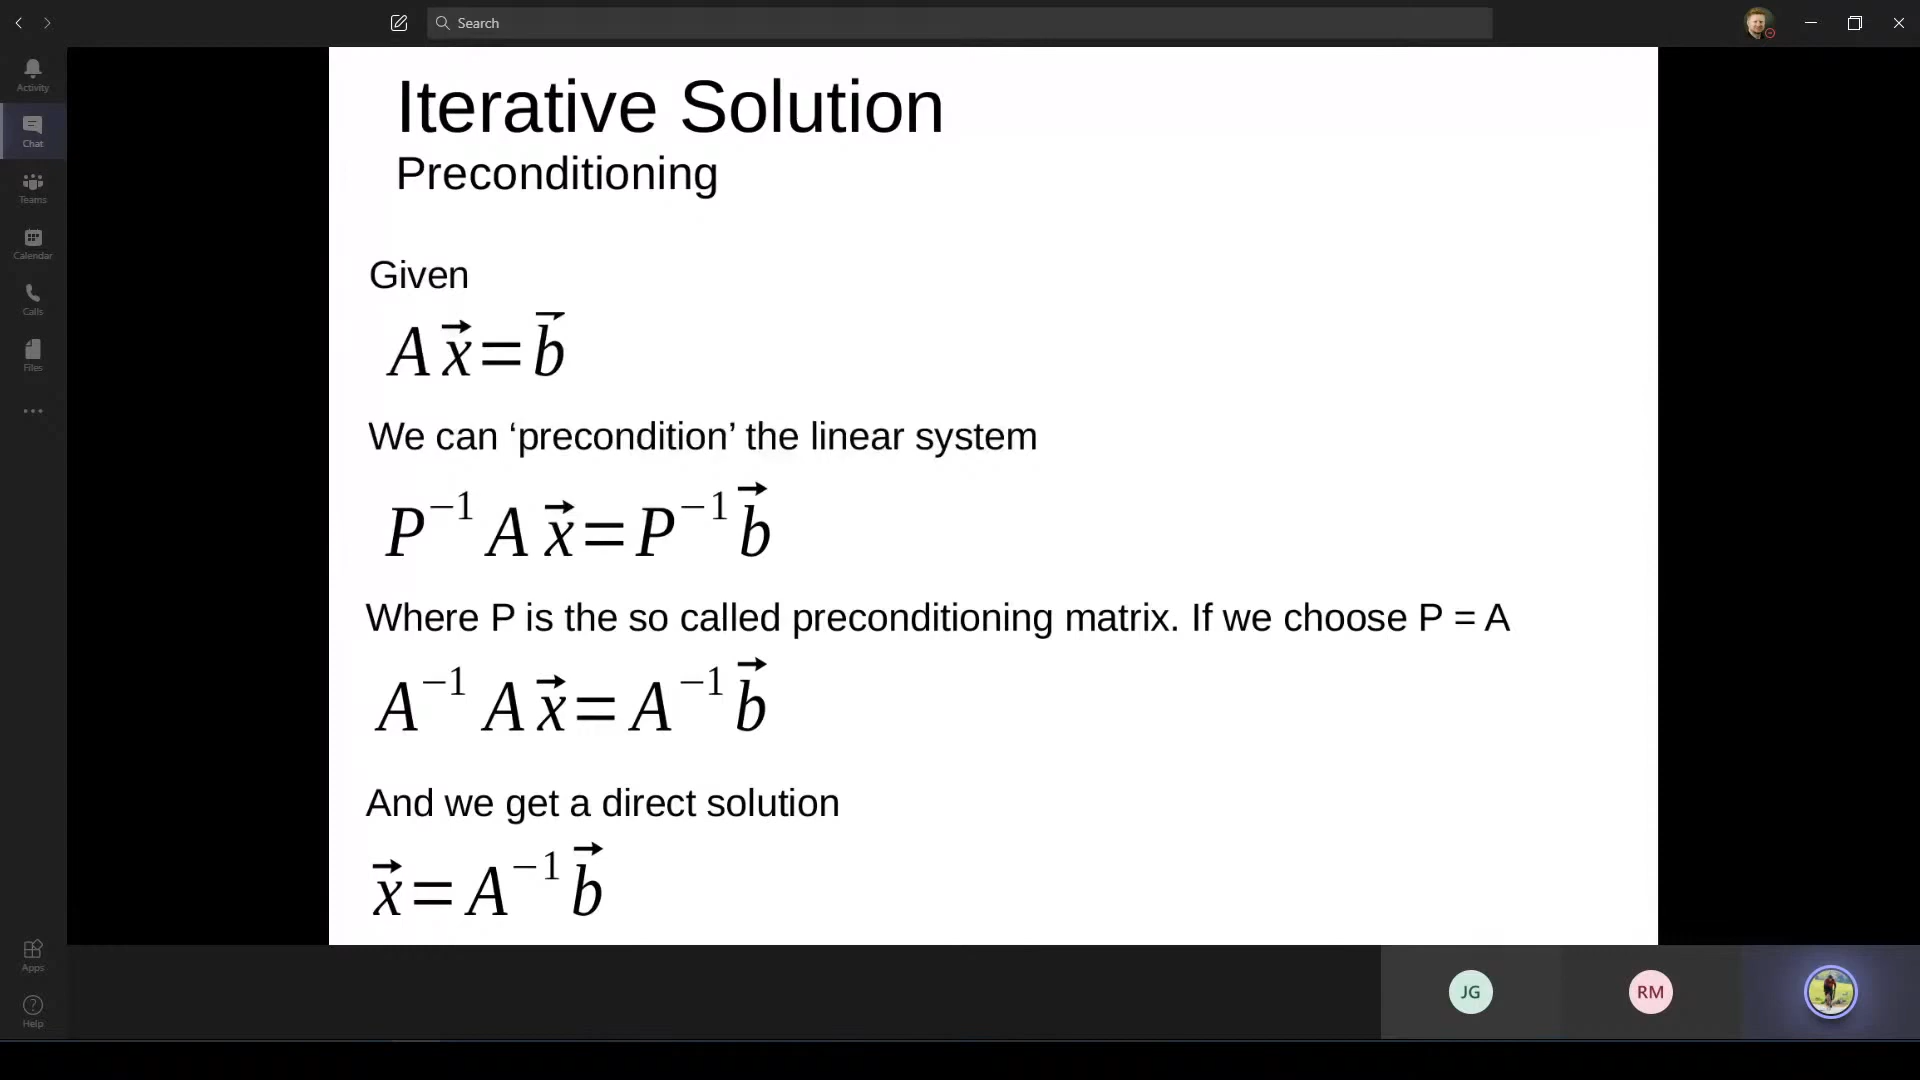 Search
Activity
Chat
Teams
Calendar
Calls
Files
Apps
Help
Iterative Solution
Preconditioning
Given
A x⃗ = b⃗
We can ‘precondition’ the linear system
P⁻¹ A x⃗ = P⁻¹ b⃗
Where P is the so called preconditioning matrix. If we choose P = A
A⁻¹ A x⃗ = A⁻¹ b⃗
And we get a direct solution
x⃗ = A⁻¹ b⃗
JG
RM